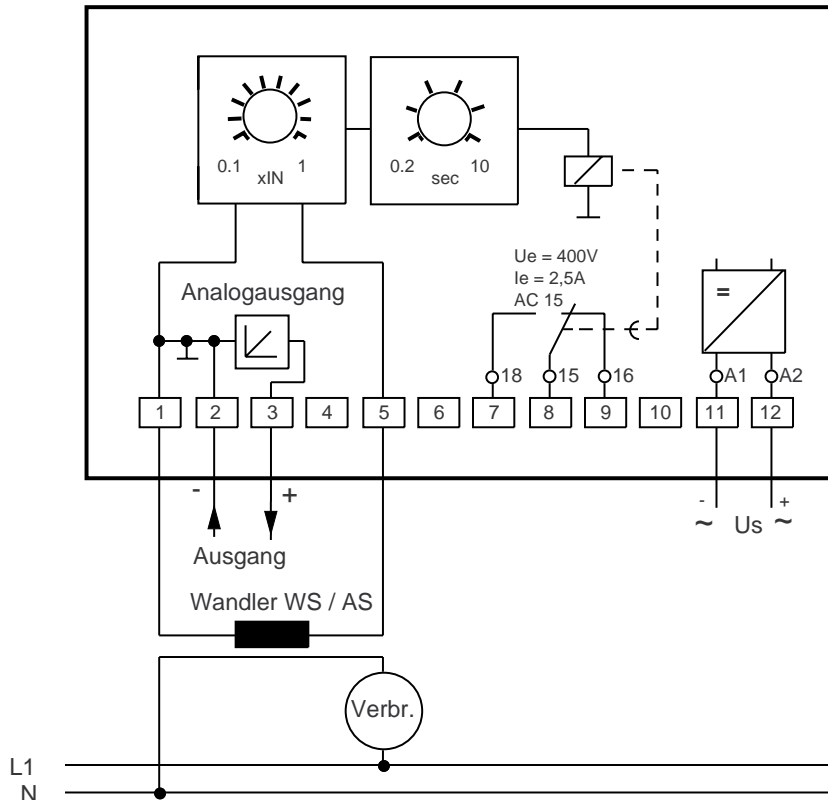 0.1 1
xIN
0.2 10
sec
Ue = 400V
Ie = 2,5A
AC 15
Analogausgang
=
18 15 16 A1 A2
1 2 3 4 5 6 7 8 9 10 11 12
- +
- +
~ Us ~
Ausgang
Wandler WS / AS
Verbr.
L1
N